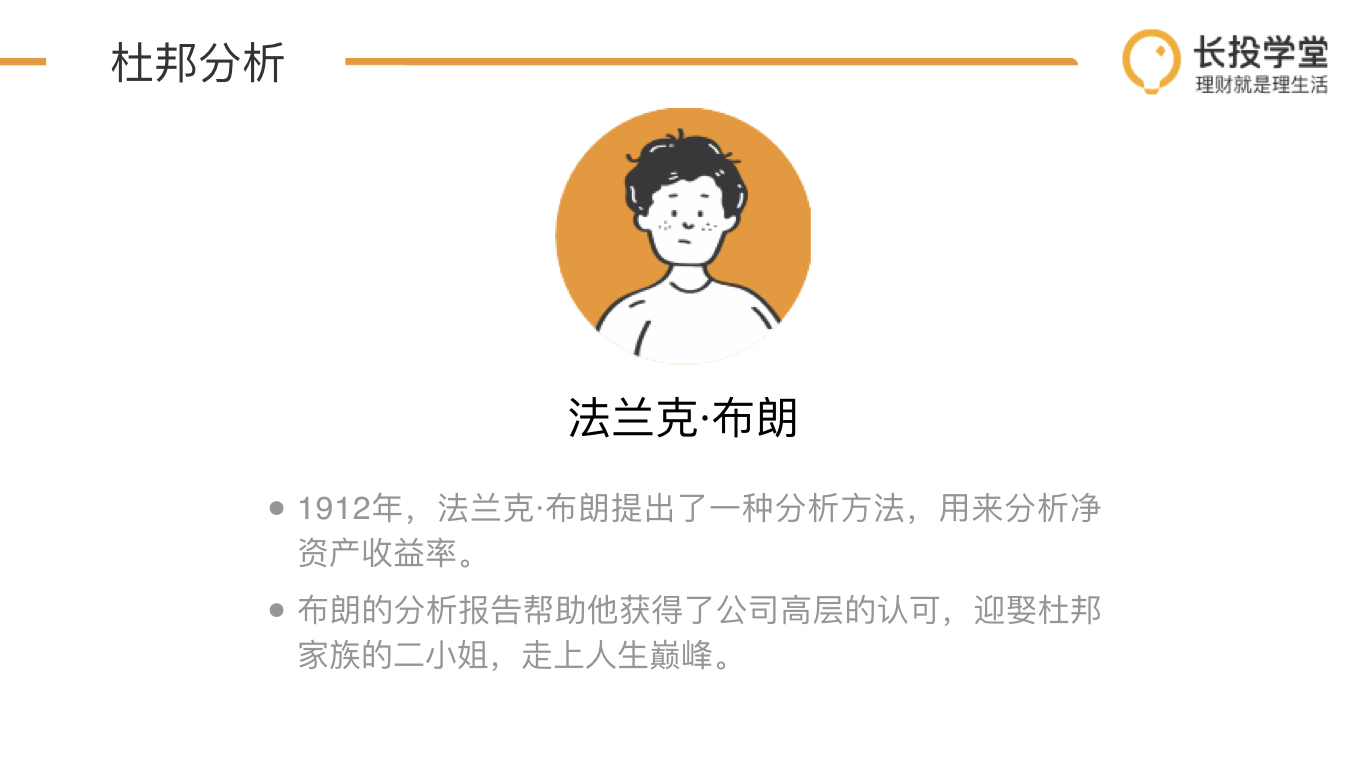 杜邦分析
长投学堂
理财就是理生活
法兰克·布朗
● 1912年，法兰克·布朗提出了一种分析方法，用来分析净
资产收益率。
● 布朗的分析报告帮助他获得了公司高层的认可，迎娶杜邦
家族的二小姐，走上人生巅峰。